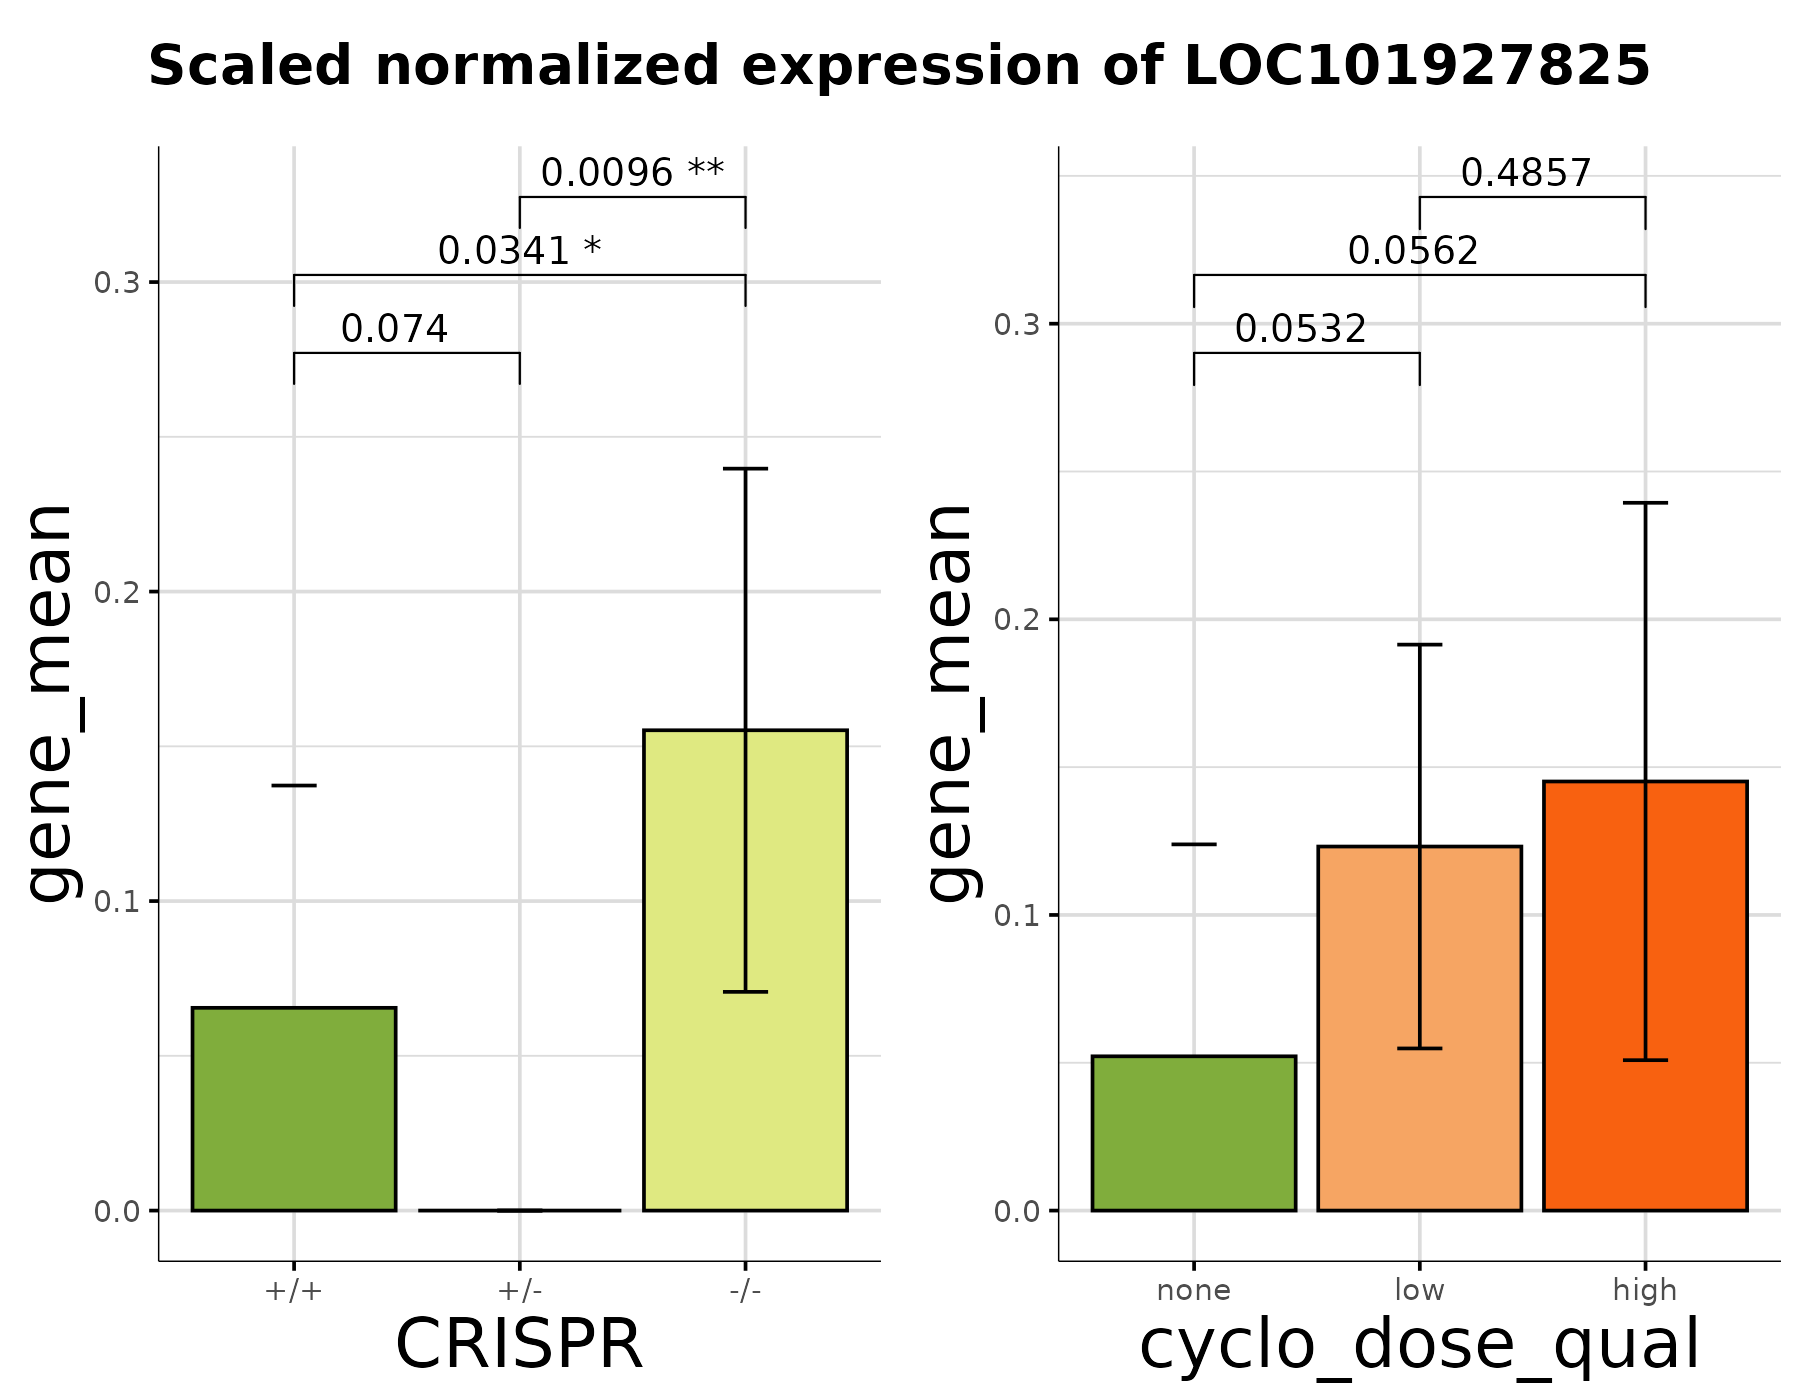 Scaled normalized expression of LOC101927825
gene_mean
0.3
0.2
0.1
0.0
0.0096 **
0.0341 *
0.074
+/+
+/-
-/-
CRISPR
gene_mean
0.3
0.2
0.1
0.0
0.4857
0.0562
0.0532
none
low
high
cyclo_dose_qual